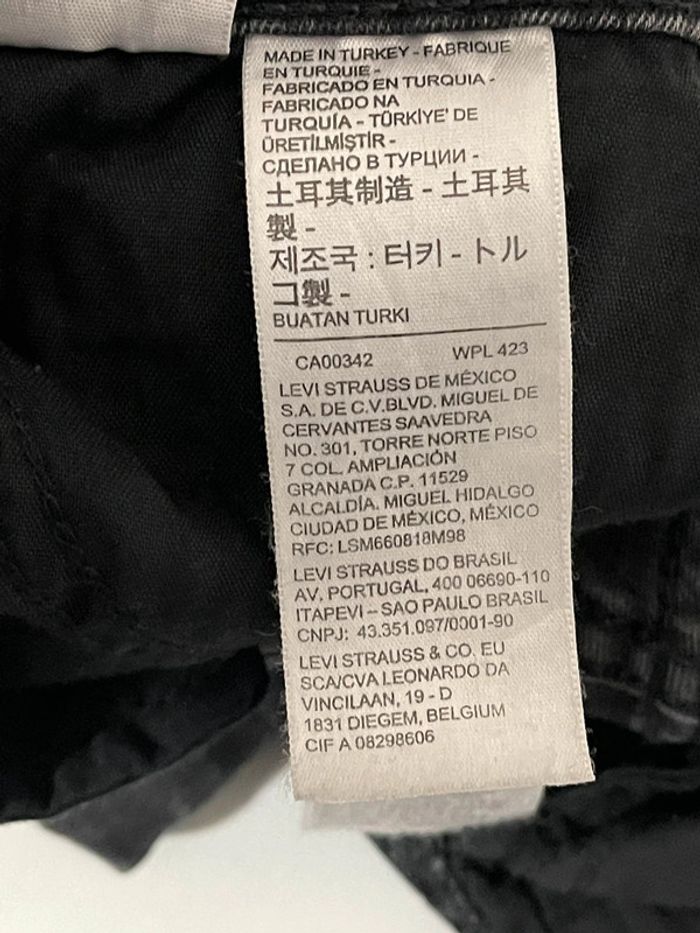 MADE IN TURKEY - FABRIQUE
EN TURQUIE -
FABRICADO EN TURQUIA -
FABRICADO NA
TURQUÍA - TÜRKİYE' DE
ÜRETİLMİŞTİR -
СДЕЛАНО В ТУРЦИИ -
土耳其制造 - 土耳其
製 -
제조국 : 터키 - トル
コ製 -
BUATAN TURKI
CA00342 WPL 423
LEVI STRAUSS DE MÉXICO
S.A. DE C.V.BLVD. MIGUEL DE
CERVANTES SAAVEDRA
NO. 301, TORRE NORTE PISO
7 COL. AMPLIACIÓN
GRANADA C.P. 11529
ALCALDÍA. MIGUEL HIDALGO
CIUDAD DE MÉXICO, MÉXICO
RFC: LSM660818M98
LEVI STRAUSS DO BRASIL
AV. PORTUGAL, 400 06690-110
ITAPEVI – SAO PAULO BRASIL
CNPJ: 43.351.097/0001-90
LEVI STRAUSS & CO. EU
SCA/CVA LEONARDO DA
VINCILAAN, 19 - D
1831 DIEGEM, BELGIUM
CIF A 08298606